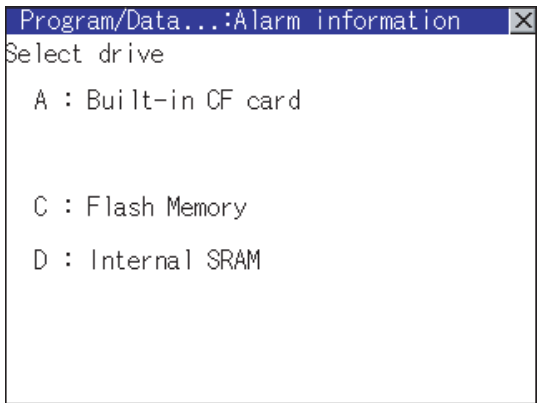 Program/Data...:Alarm information
Select drive
A : Built-in CF card
C : Flash Memory
D : Internal SRAM